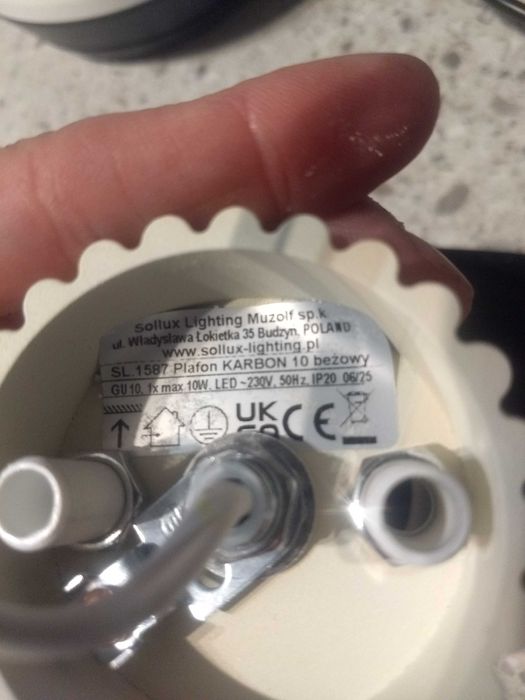 Sollux Lighting Muzolf sp.k
ul. Władysława Łokietka 35 Budzyn, POLAND
www.sollux-lighting.pl
SL.1587 Plafon KARBON 10 beżowy
GU10, 1x max 10W, LED ~230V, 50Hz, IP20 06/25
UK
CA CE